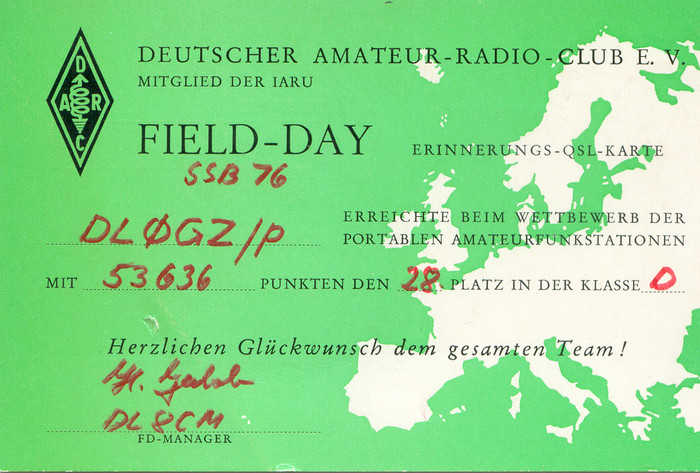 DEUTSCHER AMATEUR-RADIO-CLUB E. V.
MITGLIED DER IARU
D
A R
C
FIELD-DAY
SSB 76
ERINNERUNGS-QSL-KARTE
DLØGZ/P
ERREICHTE BEIM WETTBEWERB DER
PORTABLEN AMATEURFUNKSTATIONEN
MIT 53636 PUNKTEN DEN 28. PLATZ IN DER KLASSE D
Herzlichen Glückwunsch dem gesamten Team!
DL8CM
FD-MANAGER